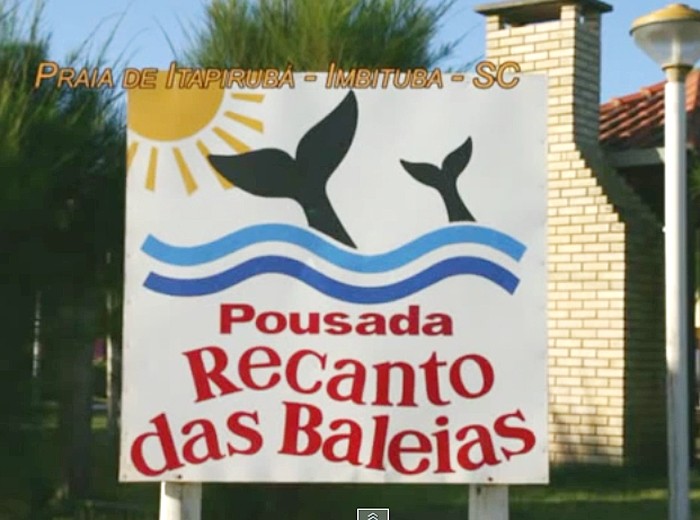 Praia de Itapirubá - Imbituba - SC
Pousada
Recanto
das Baleias